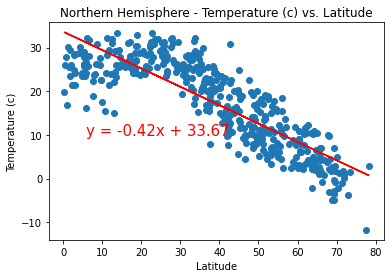 Northern Hemisphere - Temperature (c) vs. Latitude
30
20
10
0
−10
Temperature (c)
y = -0.42x + 33.67
0 10 20 30 40 50 60 70 80
Latitude